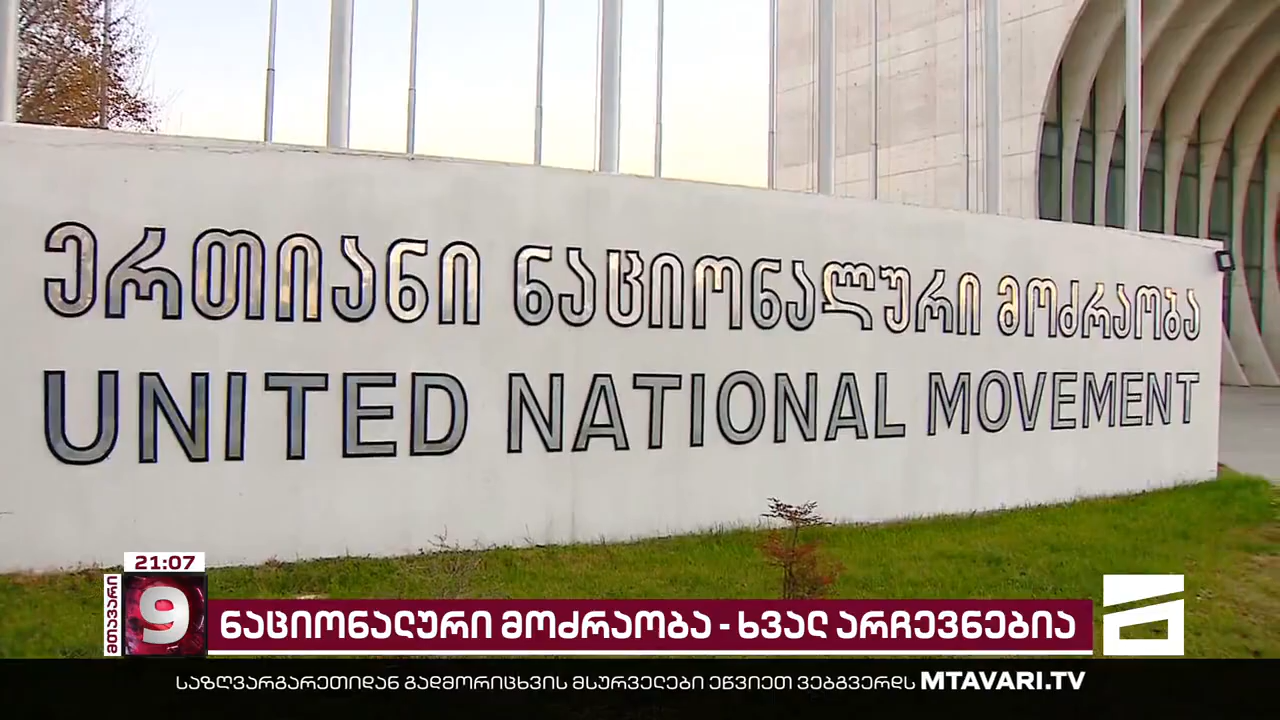 ერთიანი ნაციონალური მოძრაობა
UNITED NATIONAL MOVEMENT
21:07
მთავარი
9
ნაციონალური მოძრაობა - ხვალ არჩევნებია
საზღვარგარეთიდან გადმორიცხვის მსურველები ეწვიეთ ვებგვერდს MTAVARI.TV